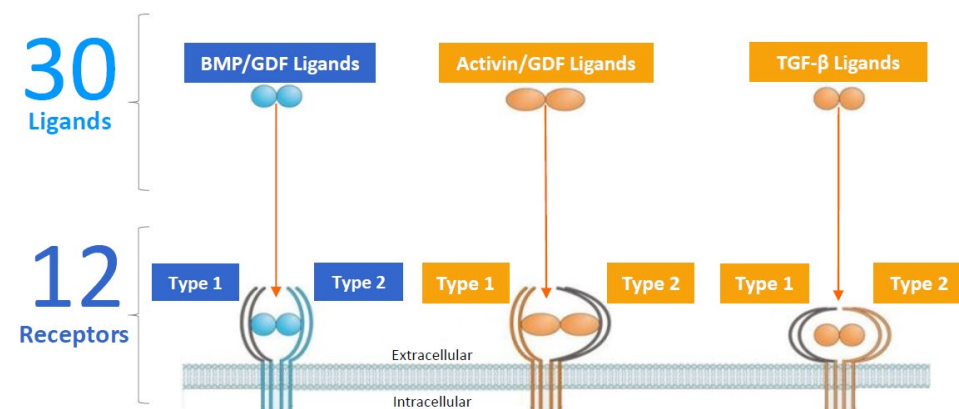 30
Ligands
BMP/GDF Ligands
Activin/GDF Ligands
TGF-β Ligands
12
Receptors
Type 1
Type 2
Type 1
Type 2
Type 1
Type 2
Extracellular
Intracellular